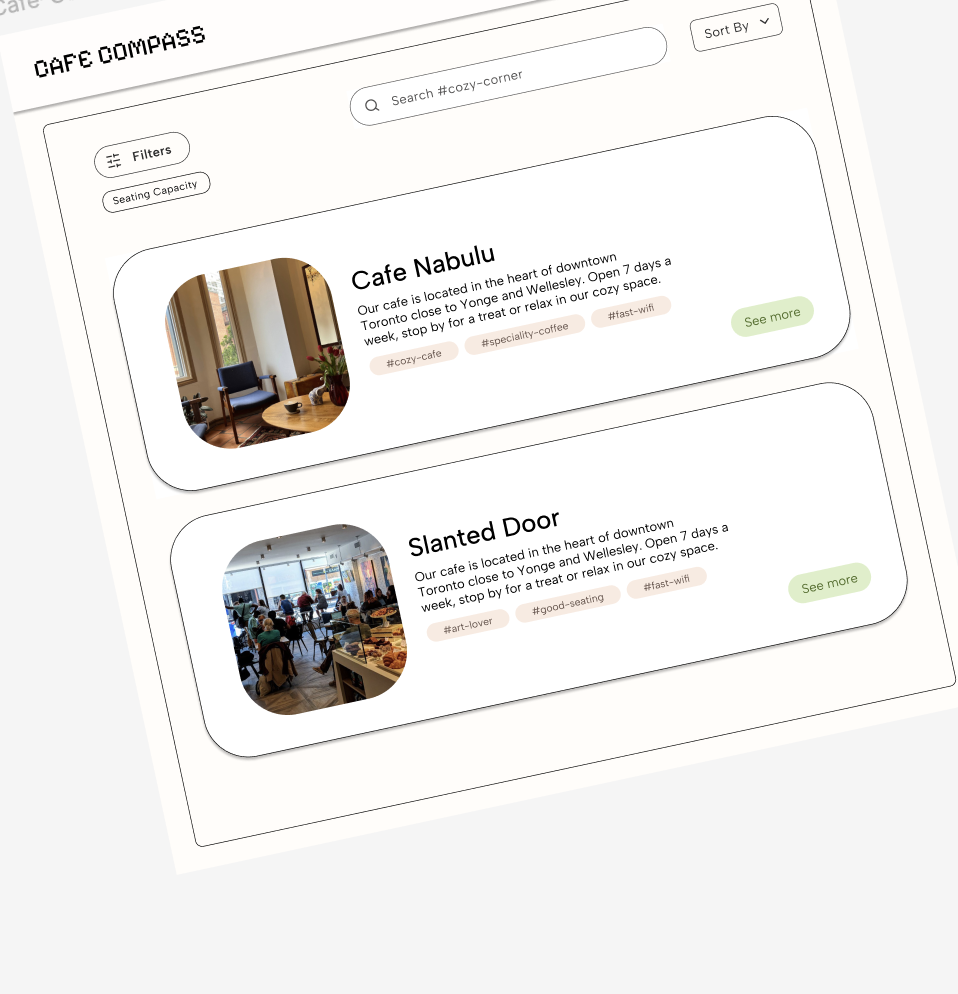 CAFE COMPASS
Search #cozy-corner
Sort By
Filters
Seating Capacity
Cafe Nabulu
Our cafe is located in the heart of downtown
Toronto close to Yonge and Wellesley. Open 7 days a
week, stop by for a treat or relax in our cozy space.
#cozy-cafe
#speciality-coffee
#fast-wifi
See more
Slanted Door
Our cafe is located in the heart of downtown
Toronto close to Yonge and Wellesley. Open 7 days a
week, stop by for a treat or relax in our cozy space.
#art-lover
#good-seating
#fast-wifi
See more